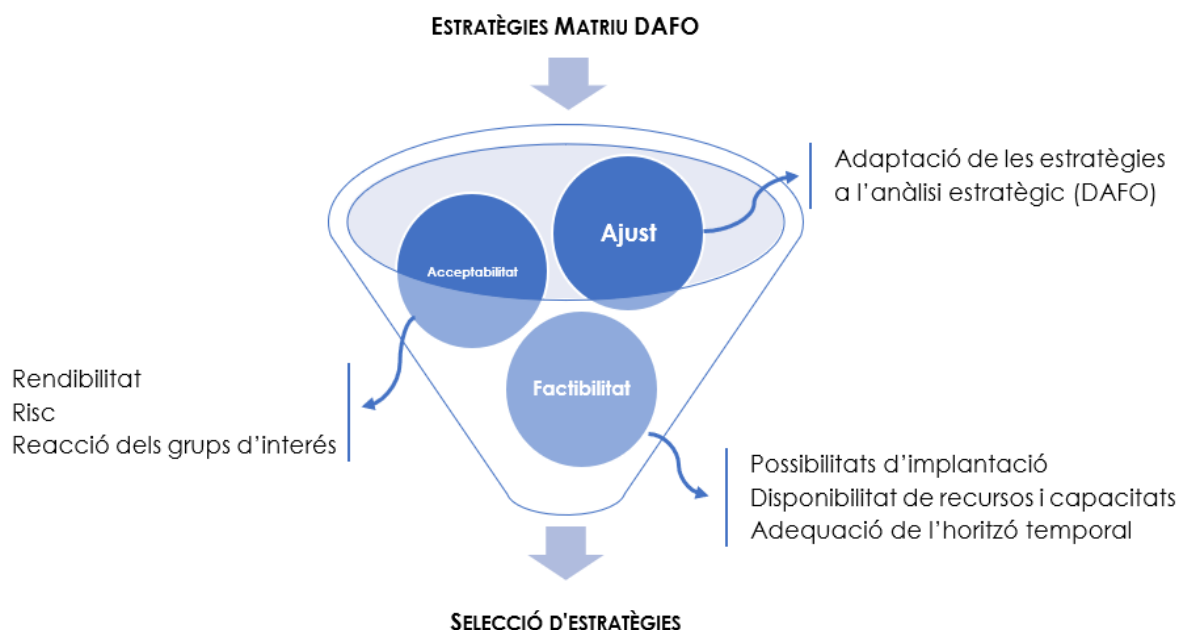 ESTRATÈGIES MATRIU DAFO
Adaptació de les estratègies
a l'anàlisi estratègic (DAFO)
Ajust
Acceptabilitat
Factibilitat
Rendibilitat
Risc
Reacció dels grups d'interés
Possibilitats d'implantació
Disponibilitat de recursos i capacitats
Adequació de l'horitzó temporal
SELECCIÓ D'ESTRATÈGIES